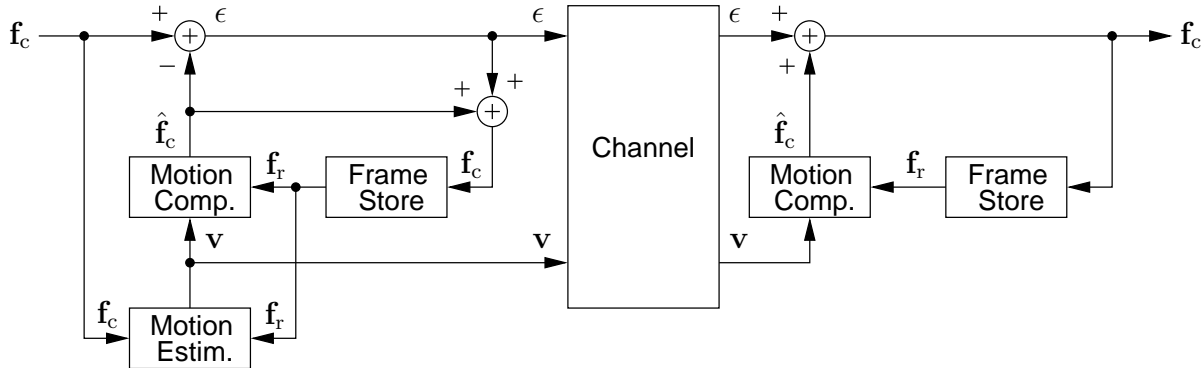 + ϵ ϵ ϵ +
f_c + + f_c
− + + +
+
f̂_c f̂_c
Channel
Motion Comp. f_r Frame Store f_c Motion Comp. f_r Frame Store
v v v
f_c Motion Estim. f_r